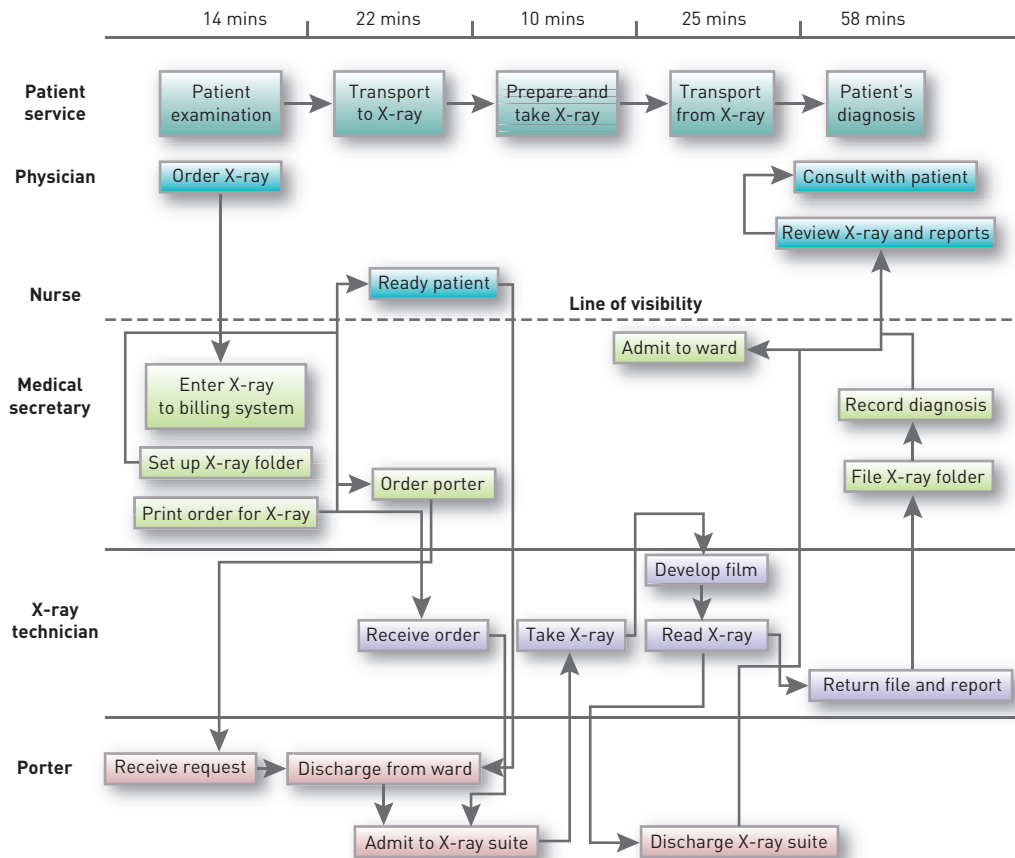 14 mins 22 mins 10 mins 25 mins 58 mins
Patient
service
Patient
examination
Transport
to X-ray
Prepare and
take X-ray
Transport
from X-ray
Patient's
diagnosis
Physician
Order X-ray
Consult with patient
Review X-ray and reports
Nurse
Ready patient
Line of visibility
Medical
secretary
Admit to ward
Enter X-ray
to billing system
Record diagnosis
Set up X-ray folder
Order porter
File X-ray folder
Print order for X-ray
X-ray
technician
Develop film
Receive order
Take X-ray
Read X-ray
Return file and report
Porter
Receive request
Discharge from ward
Admit to X-ray suite
Discharge X-ray suite